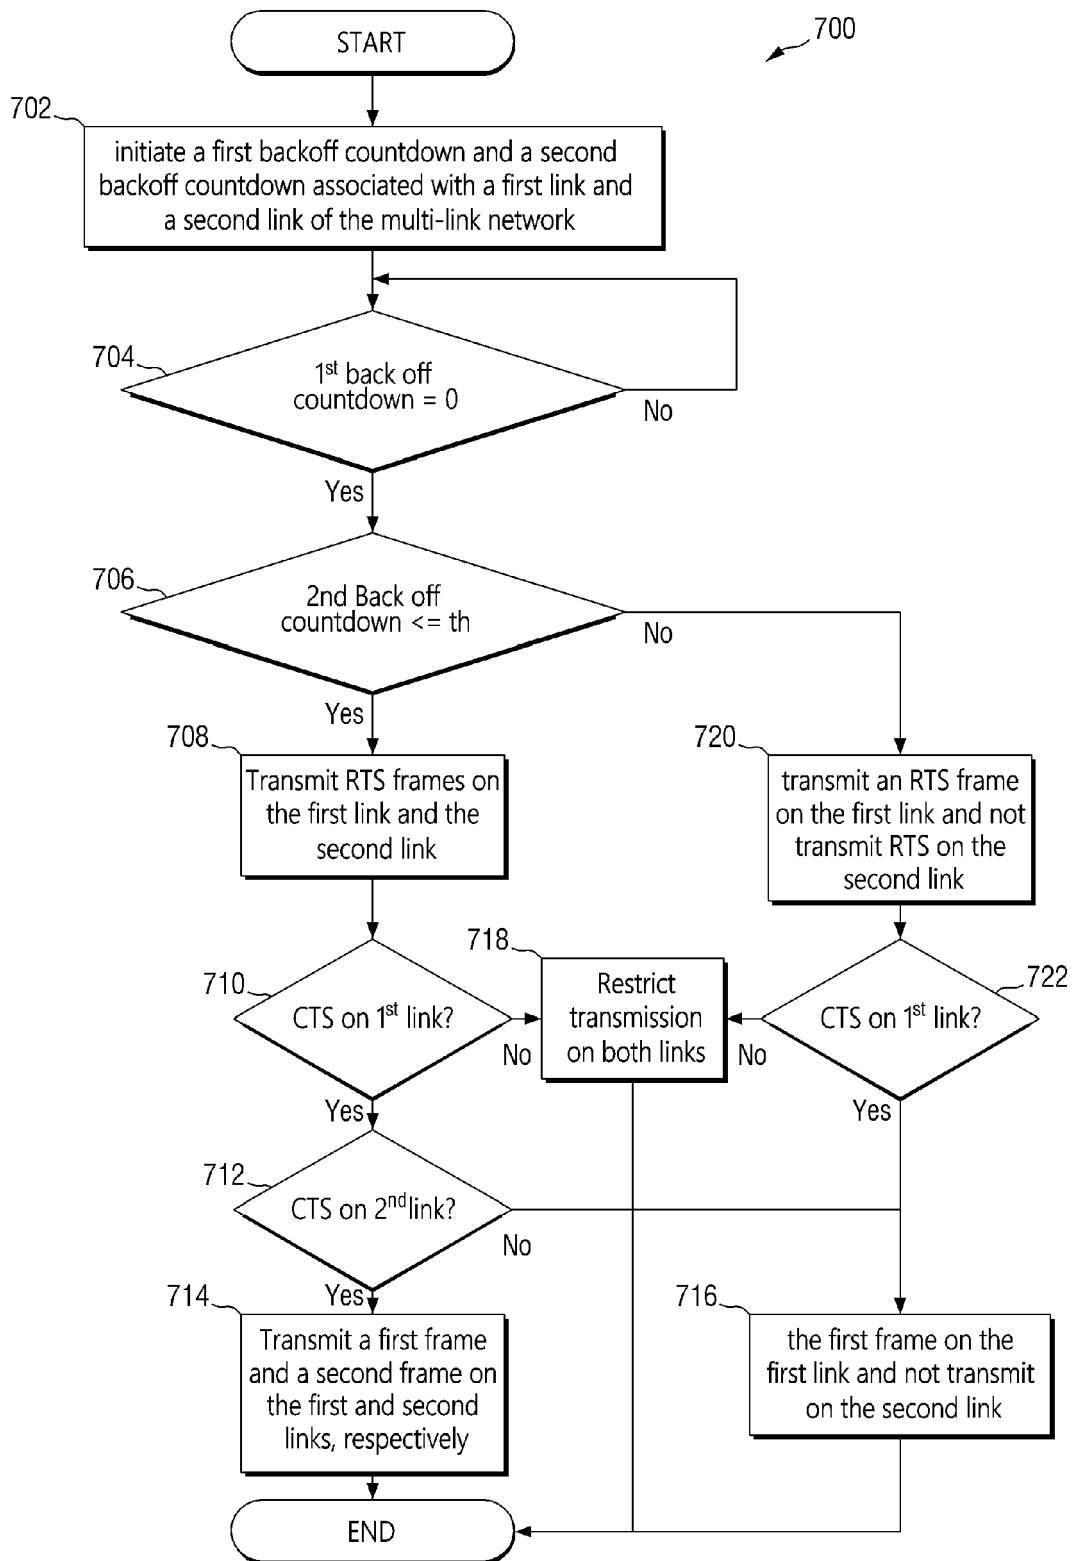 START
700
702
initiate a first backoff countdown and a second
backoff countdown associated with a first link and
a second link of the multi-link network
704
1st back off
countdown = 0
No
Yes
706
2nd Back off
countdown <= th
No
Yes
708
Transmit RTS frames on
the first link and the
second link
720
transmit an RTS frame
on the first link and not
transmit RTS on the
second link
710
CTS on 1st link?
No
Yes
718
Restrict
transmission
on both links
722
CTS on 1st link?
No
Yes
712
CTS on 2nd link?
No
Yes
714
Transmit a first frame
and a second frame on
the first and second
links, respectively
716
the first frame on the
first link and not transmit
on the second link
END